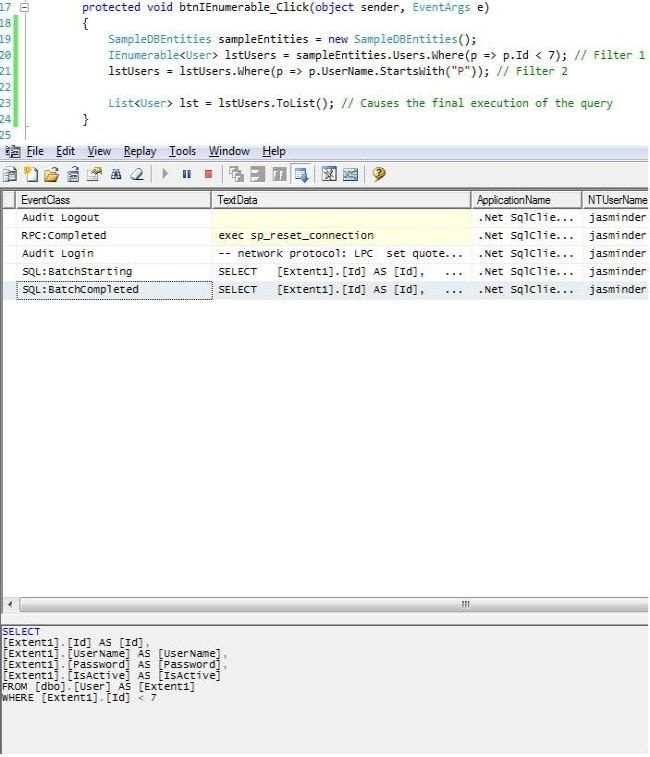 17 protected void btnIEnumerable_Click(object sender, EventArgs e)
18 {
19 SampleDBEntities sampleEntities = new SampleDBEntities();
20 IEnumerable<User> lstUsers = sampleEntities.Users.Where(p => p.Id < 7); // Filter 1
21 lstUsers = lstUsers.Where(p => p.UserName.StartsWith("P")); // Filter 2
22
23 List<User> lst = lstUsers.ToList(); // Causes the final execution of the query
24 }
25
File Edit View Replay Tools Window Help
EventClass TextData ApplicationName NTUserName
Audit Logout .Net SqlClie... jasminder
RPC:Completed exec sp_reset_connection .Net SqlClie... jasminder
Audit Login -- network protocol: LPC set quote... .Net SqlClie... jasminder
SQL:BatchStarting SELECT [Extent1].[Id] AS [Id], ... .Net SqlClie... jasminder
SQL:BatchCompleted SELECT [Extent1].[Id] AS [Id], ... .Net SqlClie... jasminder
SELECT
[Extent1].[Id] AS [Id],
[Extent1].[UserName] AS [UserName],
[Extent1].[Password] AS [Password],
[Extent1].[IsActive] AS [IsActive]
FROM [dbo].[User] AS [Extent1]
WHERE [Extent1].[Id] < 7